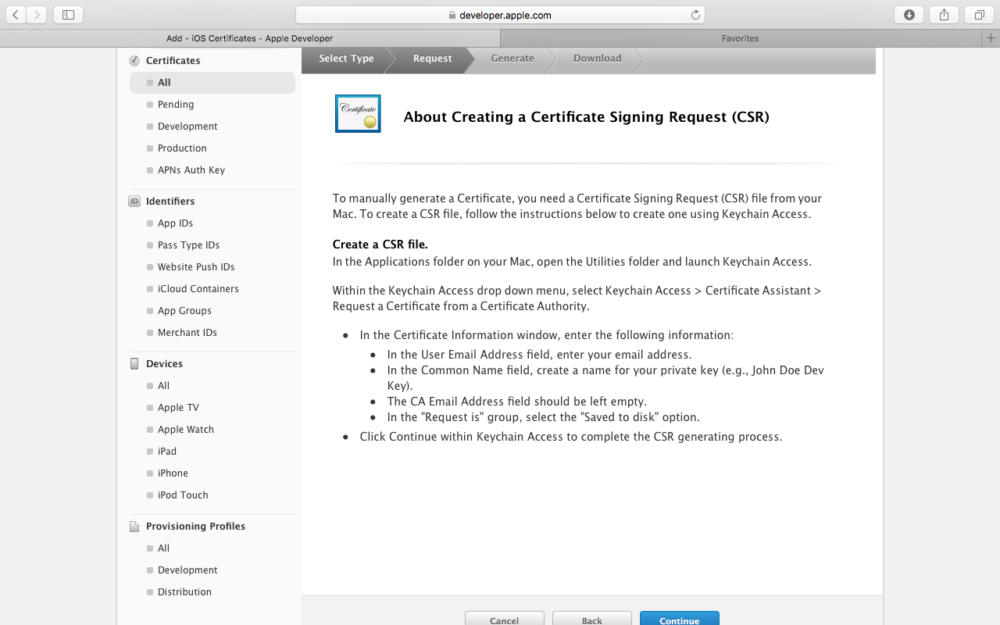 developer.apple.com
Add - iOS Certificates - Apple Developer
Favorites
Certificates
All
Pending
Development
Production
APNs Auth Key
ID Identifiers
App IDs
Pass Type IDs
Website Push IDs
iCloud Containers
App Groups
Merchant IDs
Devices
All
Apple TV
Apple Watch
iPad
iPhone
iPod Touch
Provisioning Profiles
All
Development
Distribution
Select Type
Request
Generate
Download
Certificate
About Creating a Certificate Signing Request (CSR)
To manually generate a Certificate, you need a Certificate Signing Request (CSR) file from your
Mac. To create a CSR file, follow the instructions below to create one using Keychain Access.
Create a CSR file.
In the Applications folder on your Mac, open the Utilities folder and launch Keychain Access.
Within the Keychain Access drop down menu, select Keychain Access > Certificate Assistant >
Request a Certificate from a Certificate Authority.
• In the Certificate Information window, enter the following information:
• In the User Email Address field, enter your email address.
• In the Common Name field, create a name for your private key (e.g., John Doe Dev
Key).
• The CA Email Address field should be left empty.
• In the "Request is" group, select the "Saved to disk" option.
• Click Continue within Keychain Access to complete the CSR generating process.
Cancel
Back
Continue